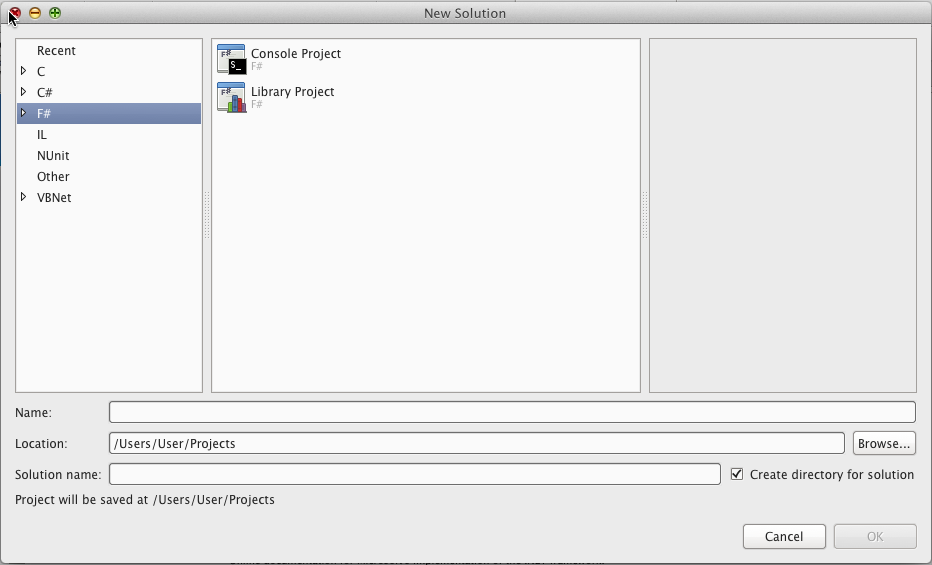 New Solution
Recent
C
C#
F#
IL
NUnit
Other
VBNet
F#
S_
Console Project
F#
F#
Library Project
F#
Name:
Location: /Users/User/Projects Browse...
Solution name: Create directory for solution
Project will be saved at /Users/User/Projects
Cancel OK